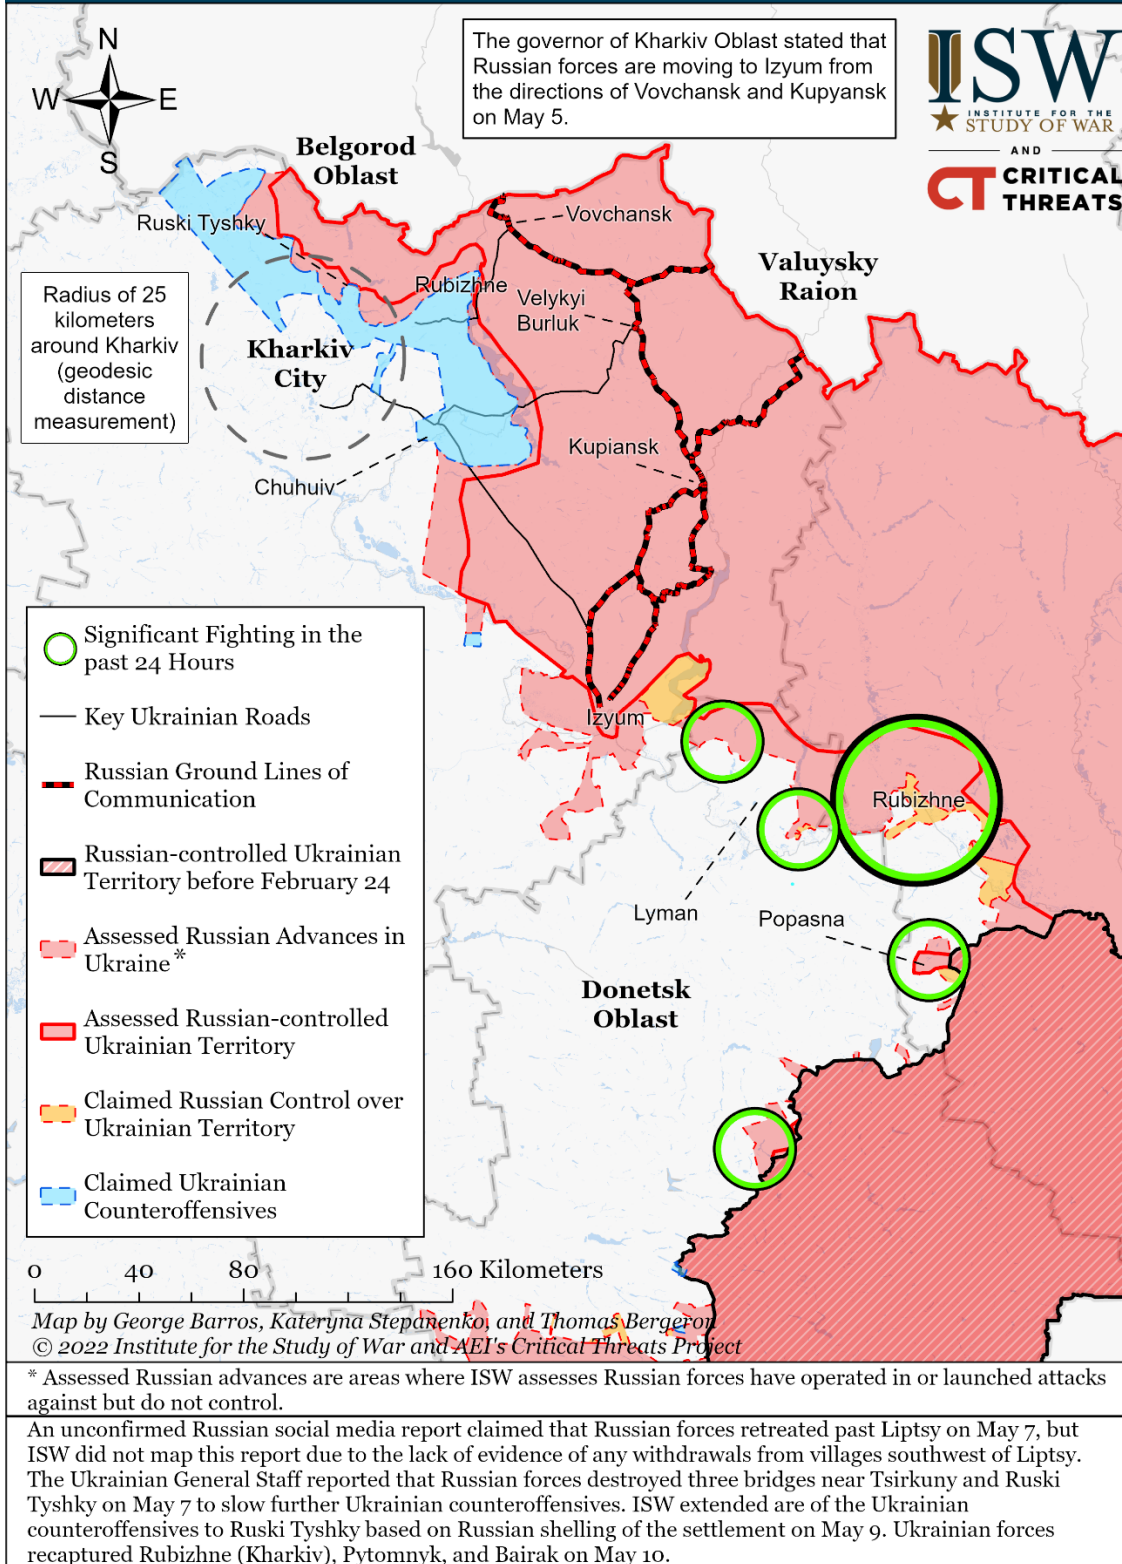 N
W
E
S
The governor of Kharkiv Oblast stated that
Russian forces are moving to Izyum from
the directions of Vovchansk and Kupyansk
on May 5.
ISW
INSTITUTE FOR THE
STUDY OF WAR
AND
CT CRITICAL
THREATS
Belgorod
Oblast
Ruski Tyshky
Vovchansk
Valuysky
Raion
Rubizhne
Velykyi
Burluk
Radius of 25
kilometers
around Kharkiv
(geodesic
distance
measurement)
Kharkiv
City
Kupiansk
Chuhuiv
Izyum
Rubizhne
Lyman
Popasna
Donetsk
Oblast
Significant Fighting in the
past 24 Hours
Key Ukrainian Roads
Russian Ground Lines of
Communication
Russian-controlled Ukrainian
Territory before February 24
Assessed Russian Advances in
Ukraine*
Assessed Russian-controlled
Ukrainian Territory
Claimed Russian Control over
Ukrainian Territory
Claimed Ukrainian
Counteroffensives
0 40 80 160 Kilometers
Map by George Barros, Kateryna Stepanenko, and Thomas Bergeron
© 2022 Institute for the Study of War and AEI's Critical Threats Project
* Assessed Russian advances are areas where ISW assesses Russian forces have operated in or launched attacks
against but do not control.
An unconfirmed Russian social media report claimed that Russian forces retreated past Liptsy on May 7, but
ISW did not map this report due to the lack of evidence of any withdrawals from villages southwest of Liptsy.
The Ukrainian General Staff reported that Russian forces destroyed three bridges near Tsirkuny and Ruski
Tyshky on May 7 to slow further Ukrainian counteroffensives. ISW extended are of the Ukrainian
counteroffensives to Ruski Tyshky based on Russian shelling of the settlement on May 9. Ukrainian forces
recaptured Rubizhne (Kharkiv), Pytomnyk, and Bairak on May 10.